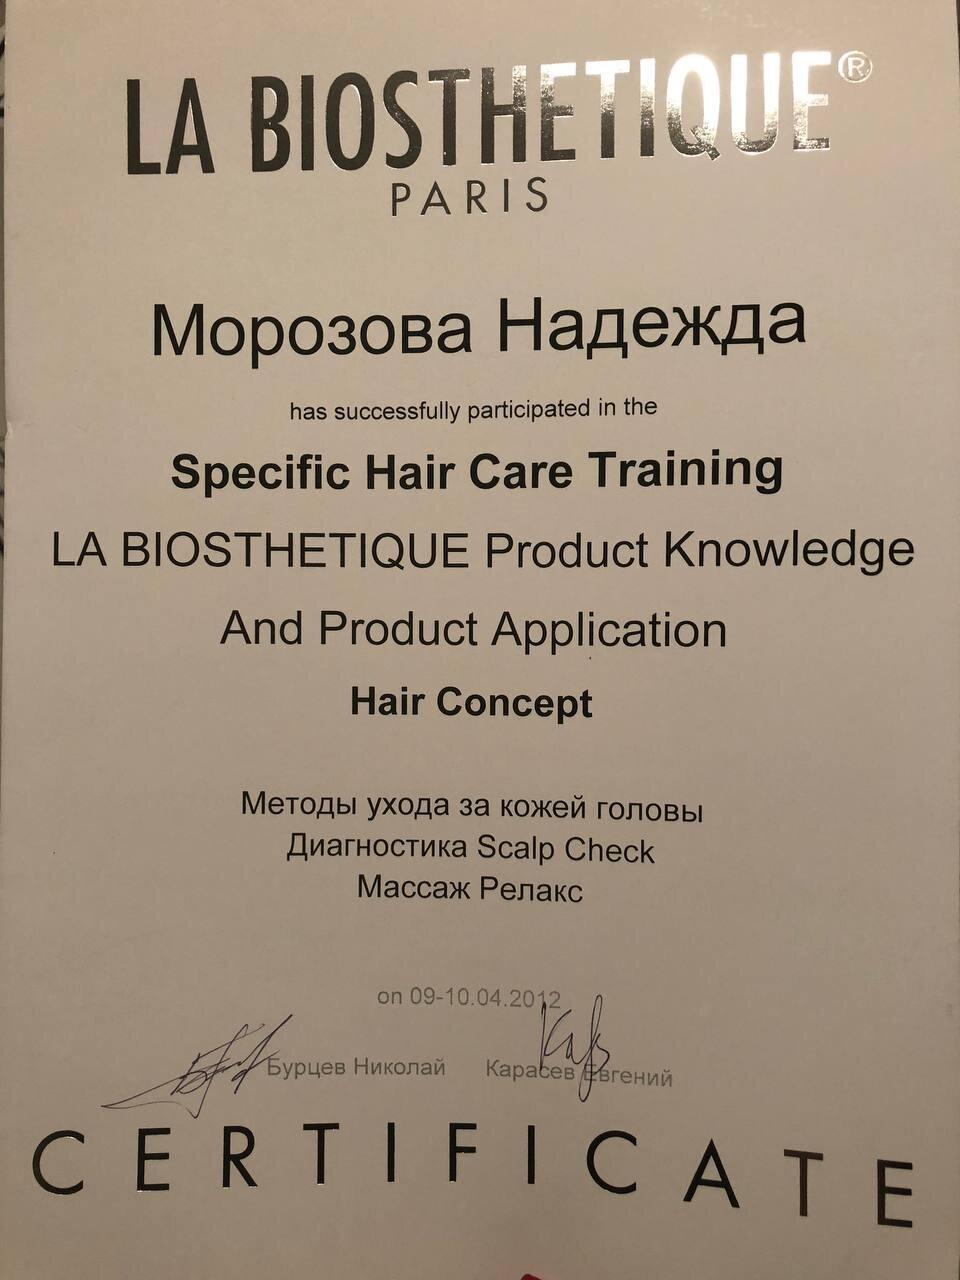 LA BIOSTHETIQUE®
PARIS
Морозова Надежда
has successfully participated in the
Specific Hair Care Training
LA BIOSTHETIQUE Product Knowledge
And Product Application
Hair Concept
Методы ухода за кожей головы
Диагностика Scalp Check
Массаж Релакс
on 09-10.04.2012
Бурцев Николай Карасев Евгений
CERTIFICATE